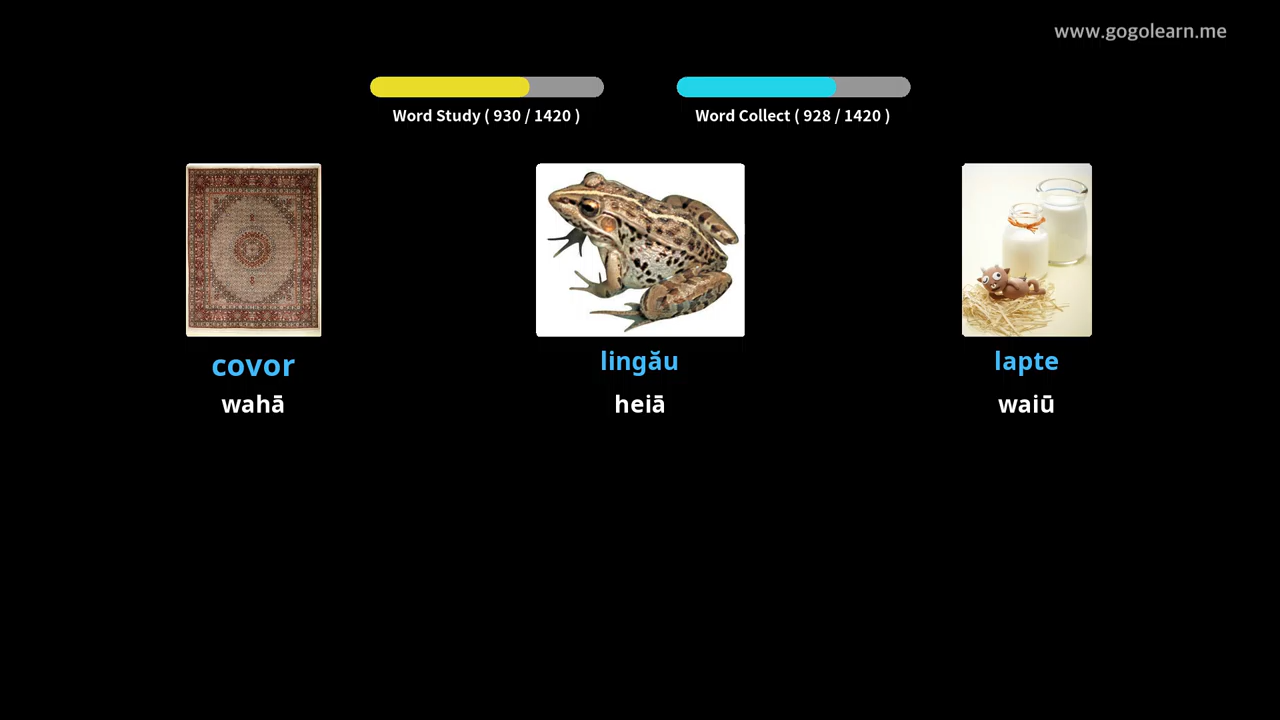 www.gogolearn.me
Word Study ( 930 / 1420 )
Word Collect ( 928 / 1420 )
covor
wahā
lingău
heiā
lapte
waiū